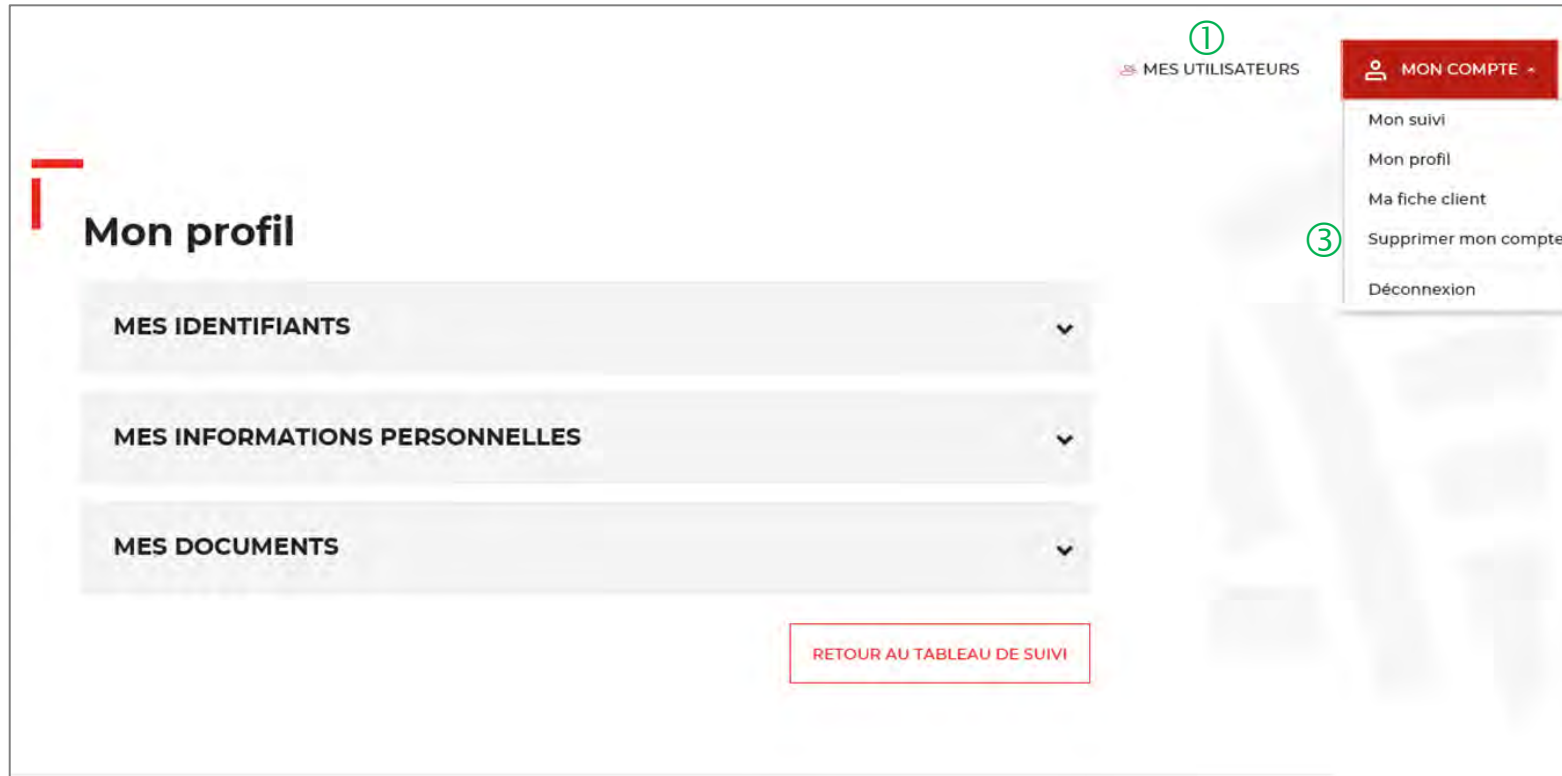 ①
MES UTILISATEURS
MON COMPTE
Mon suivi
Mon profil
Ma fiche client
③ Supprimer mon compte
Déconnexion
Mon profil
MES IDENTIFIANTS
MES INFORMATIONS PERSONNELLES
MES DOCUMENTS
RETOUR AU TABLEAU DE SUIVI